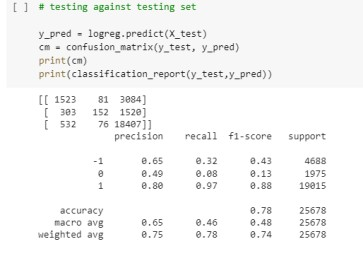 [ ] # testing against testing set
y_pred = logreg.predict(X_test)
cm = confusion_matrix(y_test, y_pred)
print(cm)
print(classification_report(y_test,y_pred))
[[ 1523 81 3084]
[ 303 152 1520]
[ 532 76 18407]]
precision recall f1-score support
-1 0.65 0.32 0.43 4688
0 0.49 0.08 0.13 1975
1 0.80 0.97 0.88 19015
accuracy 0.78 25678
macro avg 0.65 0.46 0.48 25678
weighted avg 0.75 0.78 0.74 25678